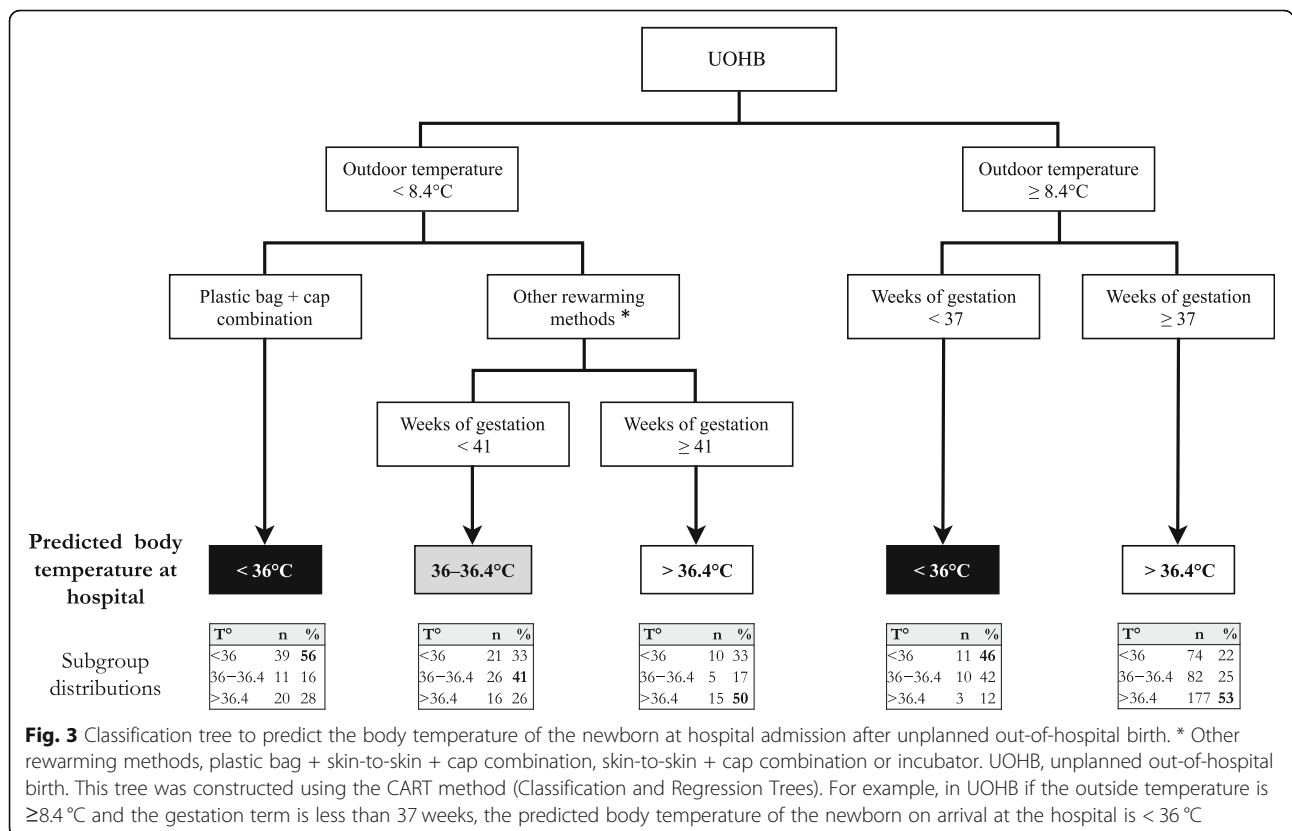 UOHB
Outdoor temperature
< 8.4°C
Outdoor temperature
≥ 8.4°C
Plastic bag + cap
combination
Other rewarming
methods *
Weeks of gestation
< 37
Weeks of gestation
≥ 37
Weeks of gestation
< 41
Weeks of gestation
≥ 41
Predicted body
temperature at
hospital
< 36°C
36–36.4°C
> 36.4°C
< 36°C
> 36.4°C
Subgroup
distributions
T° n %
<36 39 56
36–36.4 11 16
>36.4 20 28
T° n %
<36 21 33
36–36.4 26 41
>36.4 16 26
T° n %
<36 10 33
36–36.4 5 17
>36.4 15 50
T° n %
<36 11 46
36–36.4 10 42
>36.4 3 12
T° n %
<36 74 22
36–36.4 82 25
>36.4 177 53
Fig. 3 Classification tree to predict the body temperature of the newborn at hospital admission after unplanned out-of-hospital birth. * Other
rewarming methods, plastic bag + skin-to-skin + cap combination, skin-to-skin + cap combination or incubator. UOHB, unplanned out-of-hospital
birth. This tree was constructed using the CART method (Classification and Regression Trees). For example, in UOHB if the outside temperature is
≥8.4 °C and the gestation term is less than 37 weeks, the predicted body temperature of the newborn on arrival at the hospital is < 36 °C